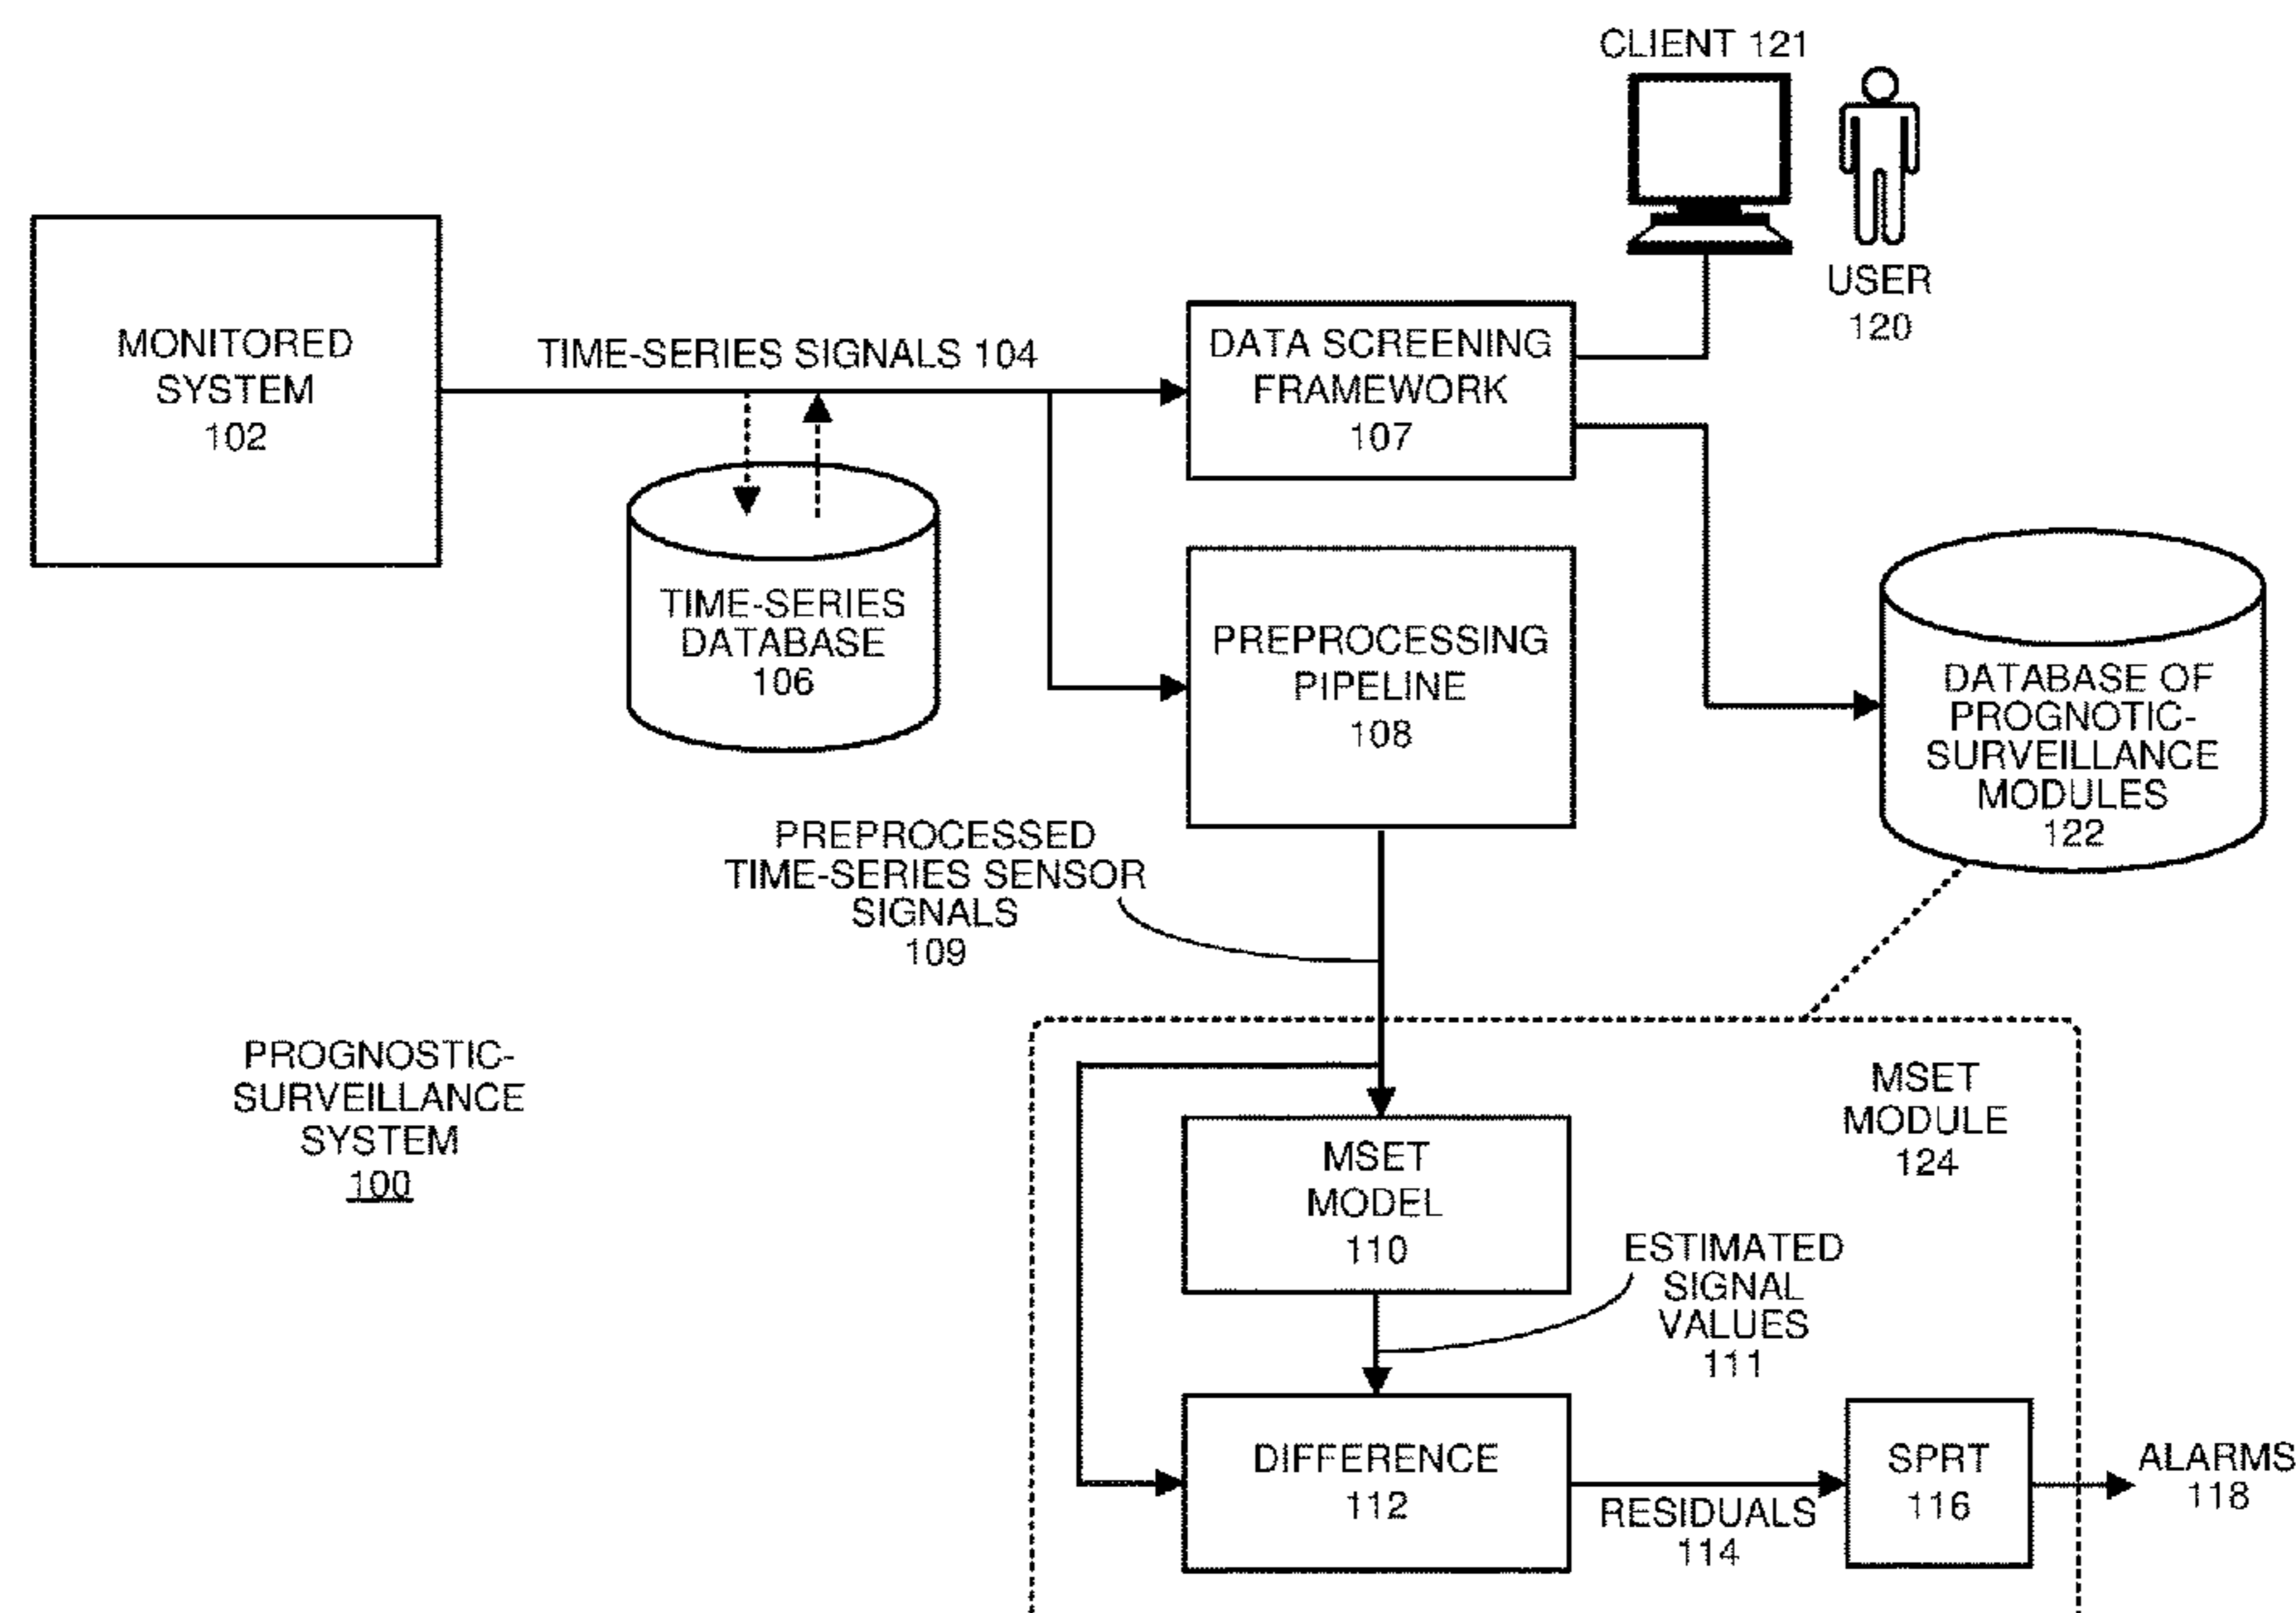 CLIENT 121
USER
120
MONITORED
SYSTEM
102
TIME-SERIES SIGNALS 104
DATA SCREENING
FRAMEWORK
107
TIME-SERIES
DATABASE
106
PREPROCESSING
PIPELINE
108
DATABASE OF
PROGNOTIC-
SURVEILLANCE
MODULES
122
PREPROCESSED
TIME-SERIES SENSOR
SIGNALS
109
PROGNOSTIC-
SURVEILLANCE
SYSTEM
100
MSET
MODULE
124
MSET
MODEL
110
ESTIMATED
SIGNAL
VALUES
111
DIFFERENCE
112
RESIDUALS
114
SPRT
116
ALARMS
118